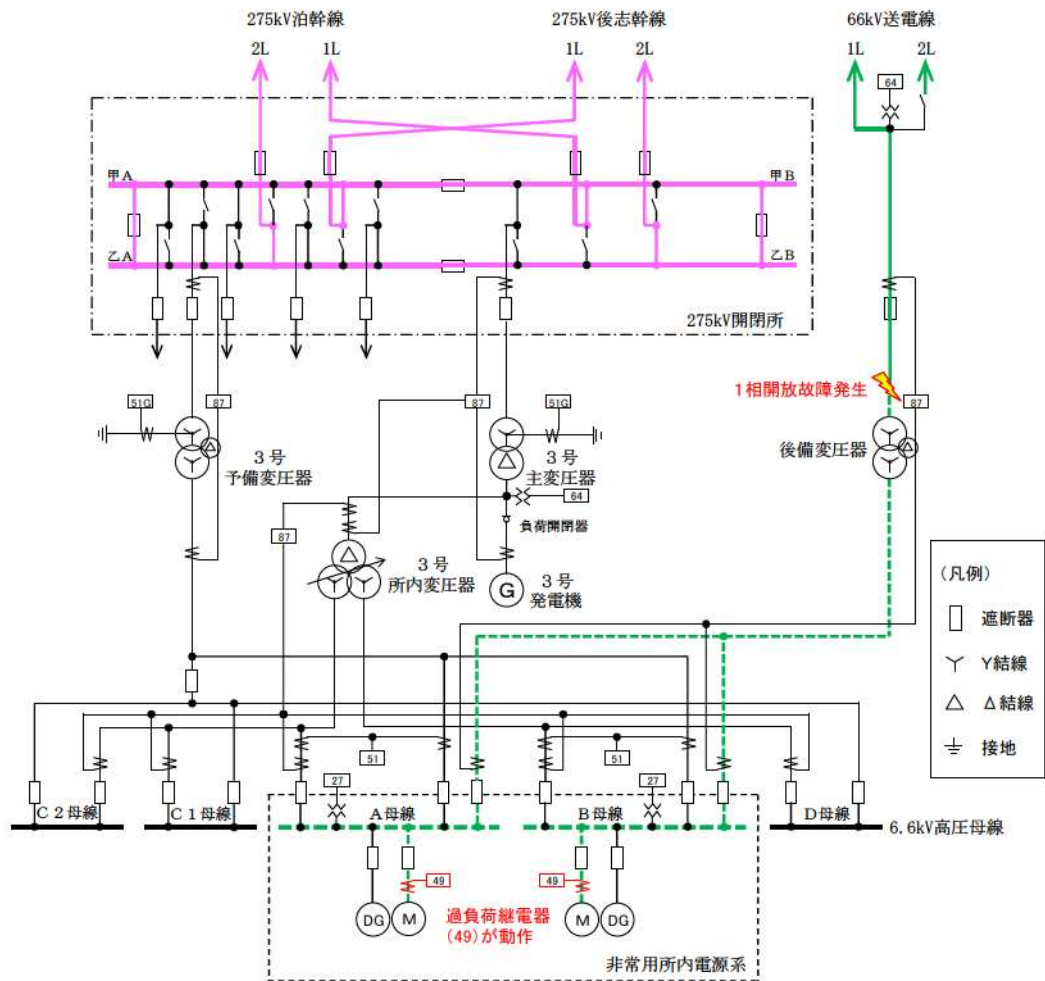 275kV泊幹線
275kV後志幹線
66kV送電線
2L
1L
1L
2L
1L
2L
64
甲A
甲B
乙A
乙B
275kV開閉所
1相開放故障発生
51G
87
87
51G
87
3号
予備変圧器
3号
主変圧器
後備変圧器
64
87
負荷開閉器
3号
所内変圧器
G
3号
発電機
(凡例)
遮断器
Y結線
Δ結線
接地
51
51
27
27
C2母線
C1母線
A母線
B母線
D母線
6.6kV高圧母線
49
49
DG
M
過負荷継電器
(49)が動作
M
DG
非常用所内電源系